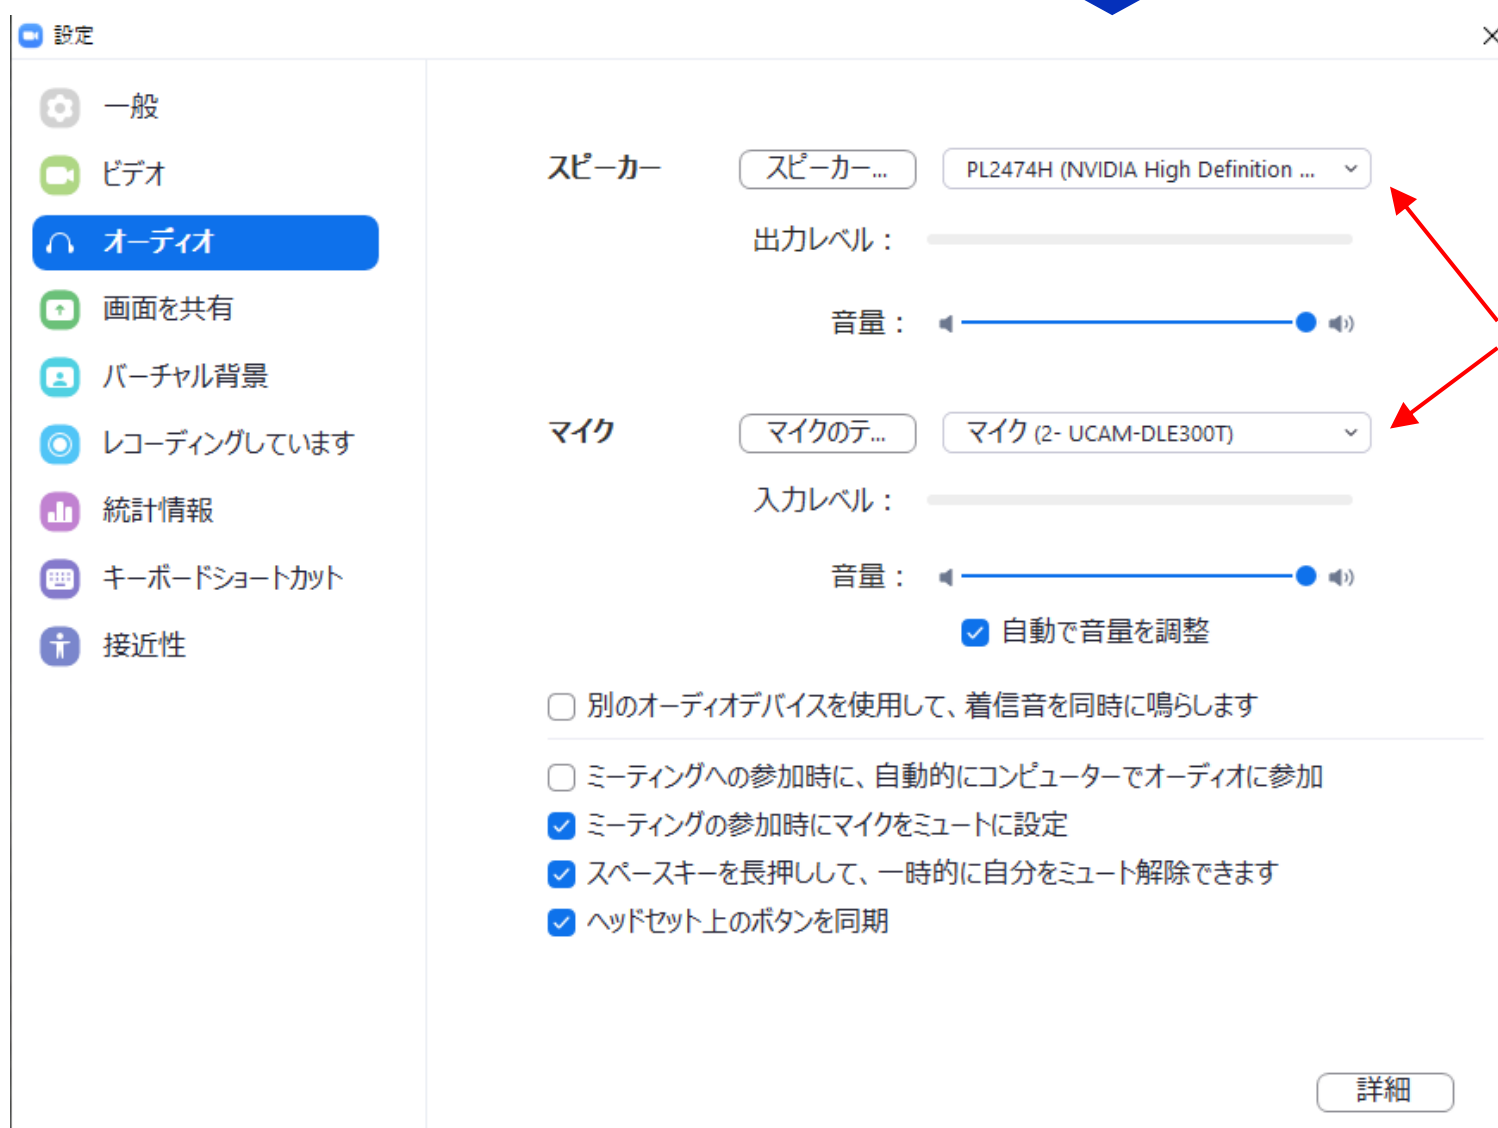 設定
一般
ビデオ
オーディオ
画面を共有
バーチャル背景
レコーディングしています
統計情報
キーボードショートカット
接近性
スピーカー スピーカー... PL2474H (NVIDIA High Definition ...
出力レベル：
音量：
マイク マイクのテ... マイク (2- UCAM-DLE300T)
入力レベル：
音量：
自動で音量を調整
別のオーディオデバイスを使用して、着信音を同時に鳴らします
ミーティングへの参加時に、自動的にコンピューターでオーディオに参加
ミーティングの参加時にマイクをミュートに設定
スペースキーを長押しして、一時的に自分をミュート解除できます
ヘッドセット上のボタンを同期
詳細